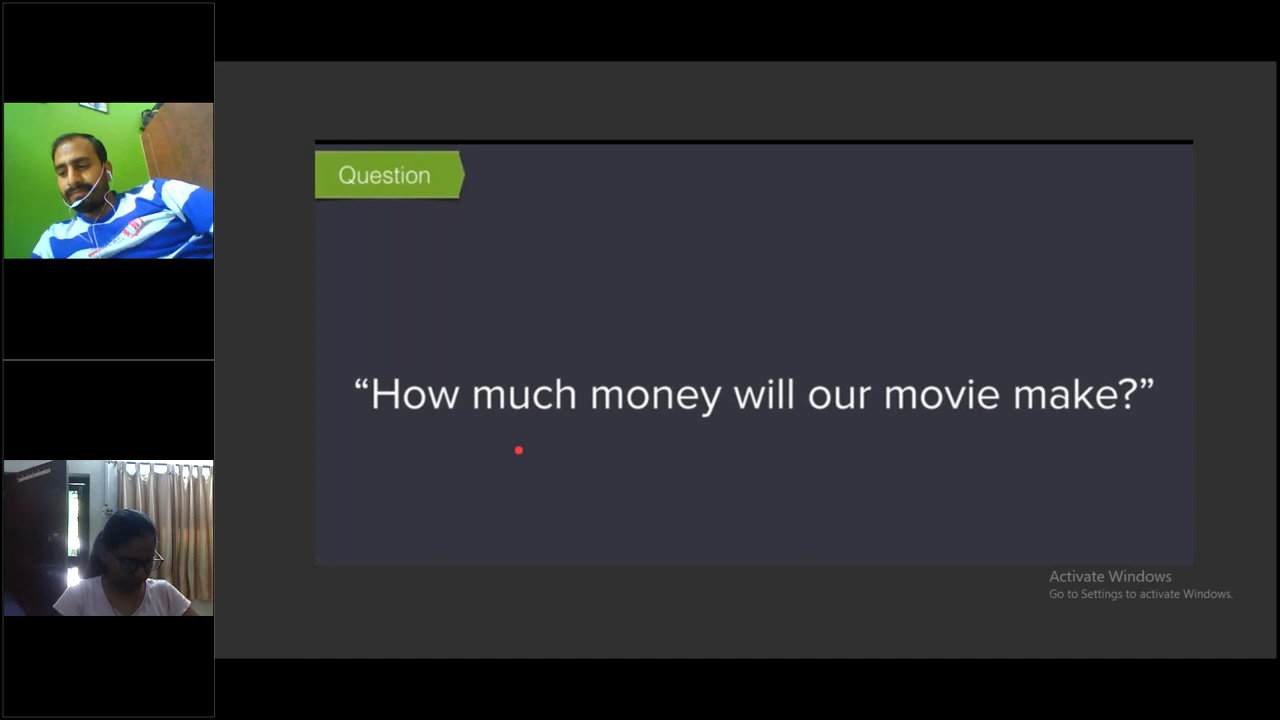 Question
“How much money will our movie make?”
Activate Windows
Go to Settings to activate Windows.